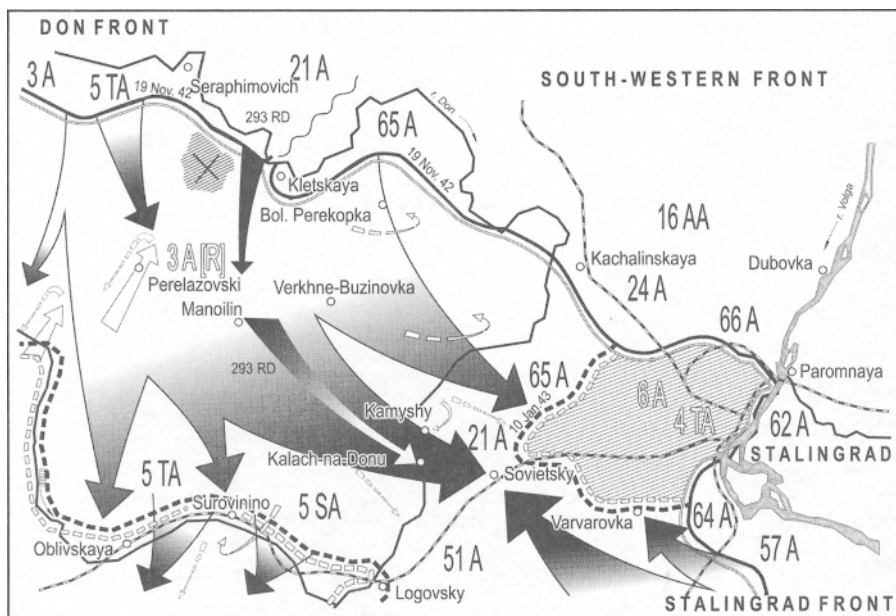 DON FRONT
3 A
5 TA
19 Nov. 42
Seraphimovich
21 A
293 RD
SOUTH-WESTERN FRONT
r. Don
65 A
19 Nov. 42
Kletskaya
Bol. Perekopka
16 AA
r. Volga
Kachalinskaya
Dubovka
24 A
3 A [R]
Perelazovski
Manoilin
Verkhne-Buzinovka
66 A
Paromnaya
293 RD
65 A
10 Jan 43
6 A
4 TA
Kamyshy
21 A
62 A
STALINGRAD
Kalach-na-Donu
Sovietsky
5 TA
Surovinino
5 SA
Varvarovka
64 A
Oblivskaya
51 A
57 A
Logovsky
STALINGRAD FRONT